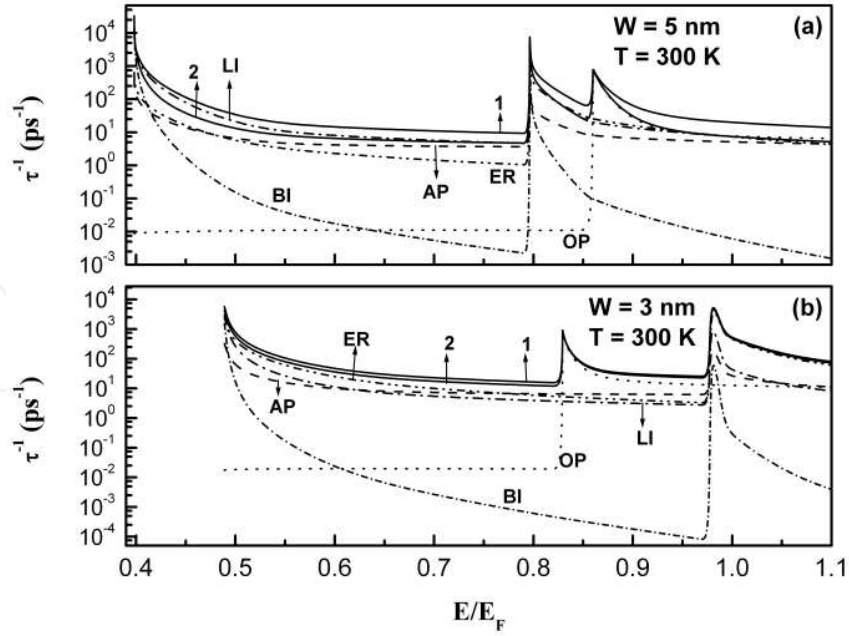 W = 5 nm
T = 300 K
(a)
τ⁻¹ (ps⁻¹)
10⁴
10³
10²
10¹
10⁰
10⁻¹
10⁻²
10⁻³
2
LI
1
BI
AP
ER
OP
W = 3 nm
T = 300 K
(b)
τ⁻¹ (ps⁻¹)
10⁴
10³
10²
10¹
10⁰
10⁻¹
10⁻²
10⁻³
10⁻⁴
ER
2
1
AP
LI
OP
BI
0.4 0.5 0.6 0.7 0.8 0.9 1.0 1.1
E/E_F